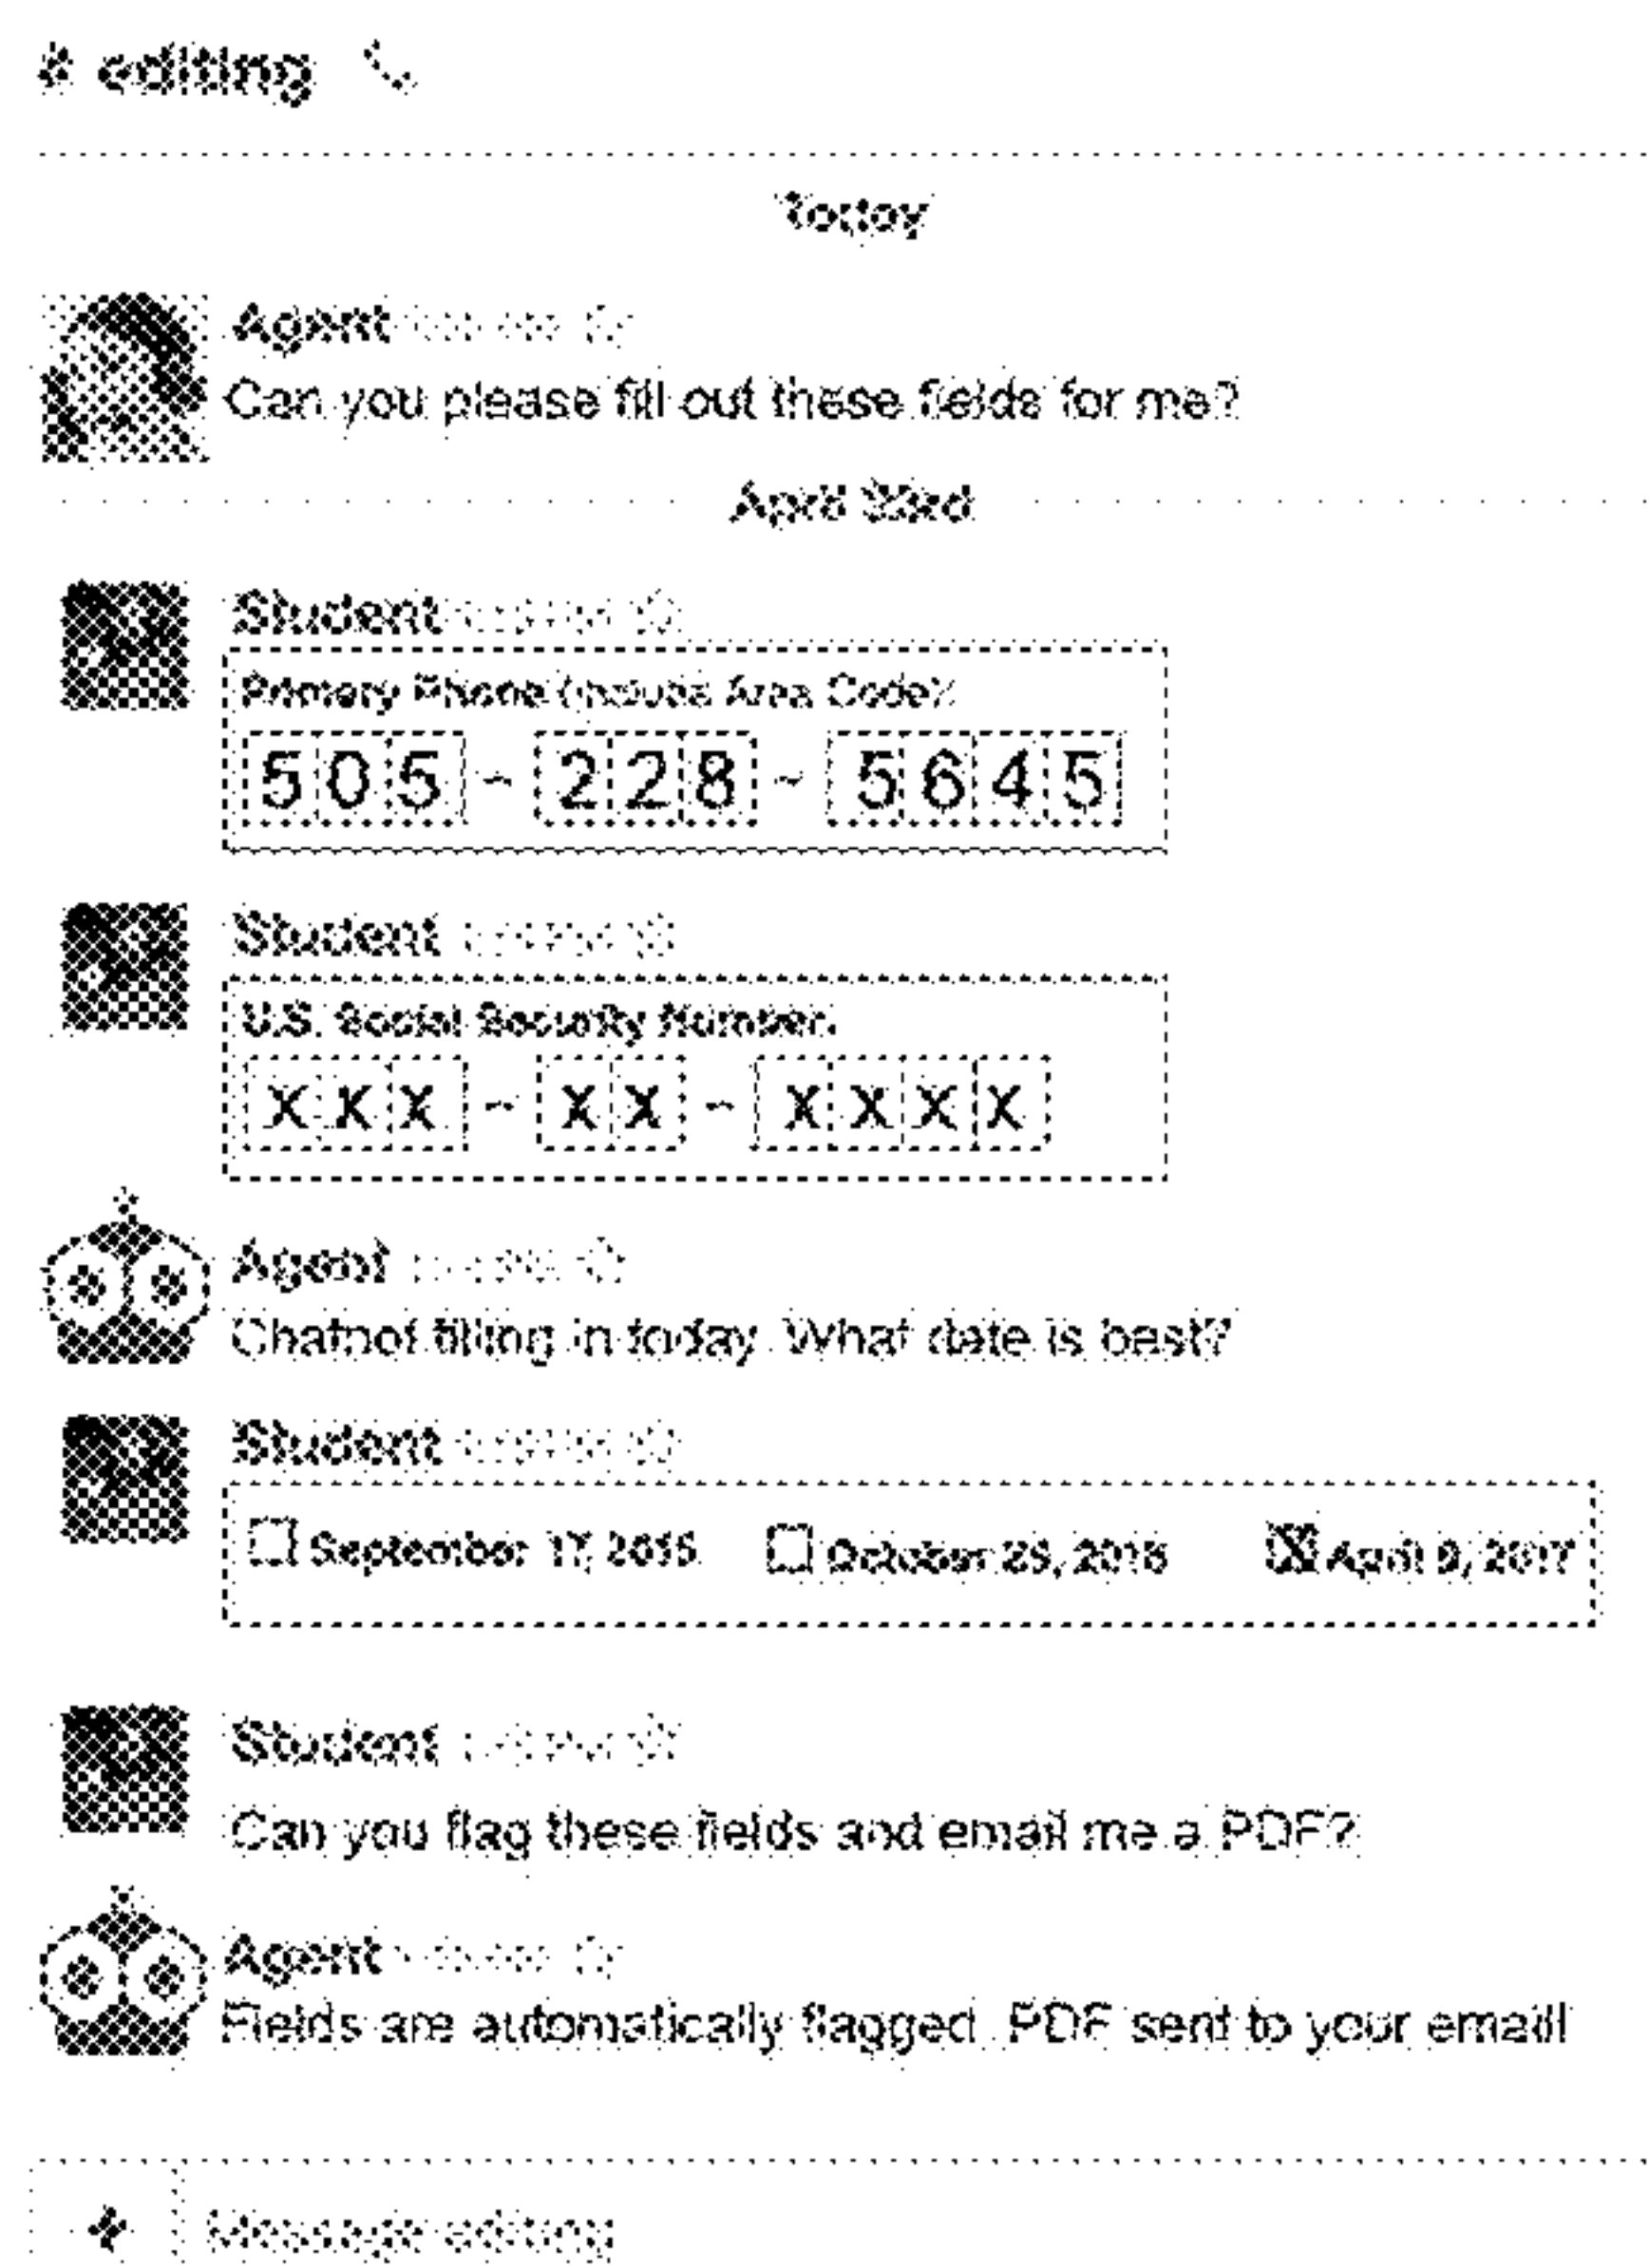 # editing
Today
Agent
Can you please fill out these fields for me?
April 23rd
Student
Primary Phone (Include Area Code):
505 - 228 - 5645
Student
U.S. Social Security Number:
xxx - xx - xxxx
Agent
Chatbot filling in today. What date is best?
Student
September 17, October 25, April 9, 2017
Student
Can you flag these fields and email me a PDF?
Agent
Fields are automatically flagged. PDF sent to your email!
+ Message editing